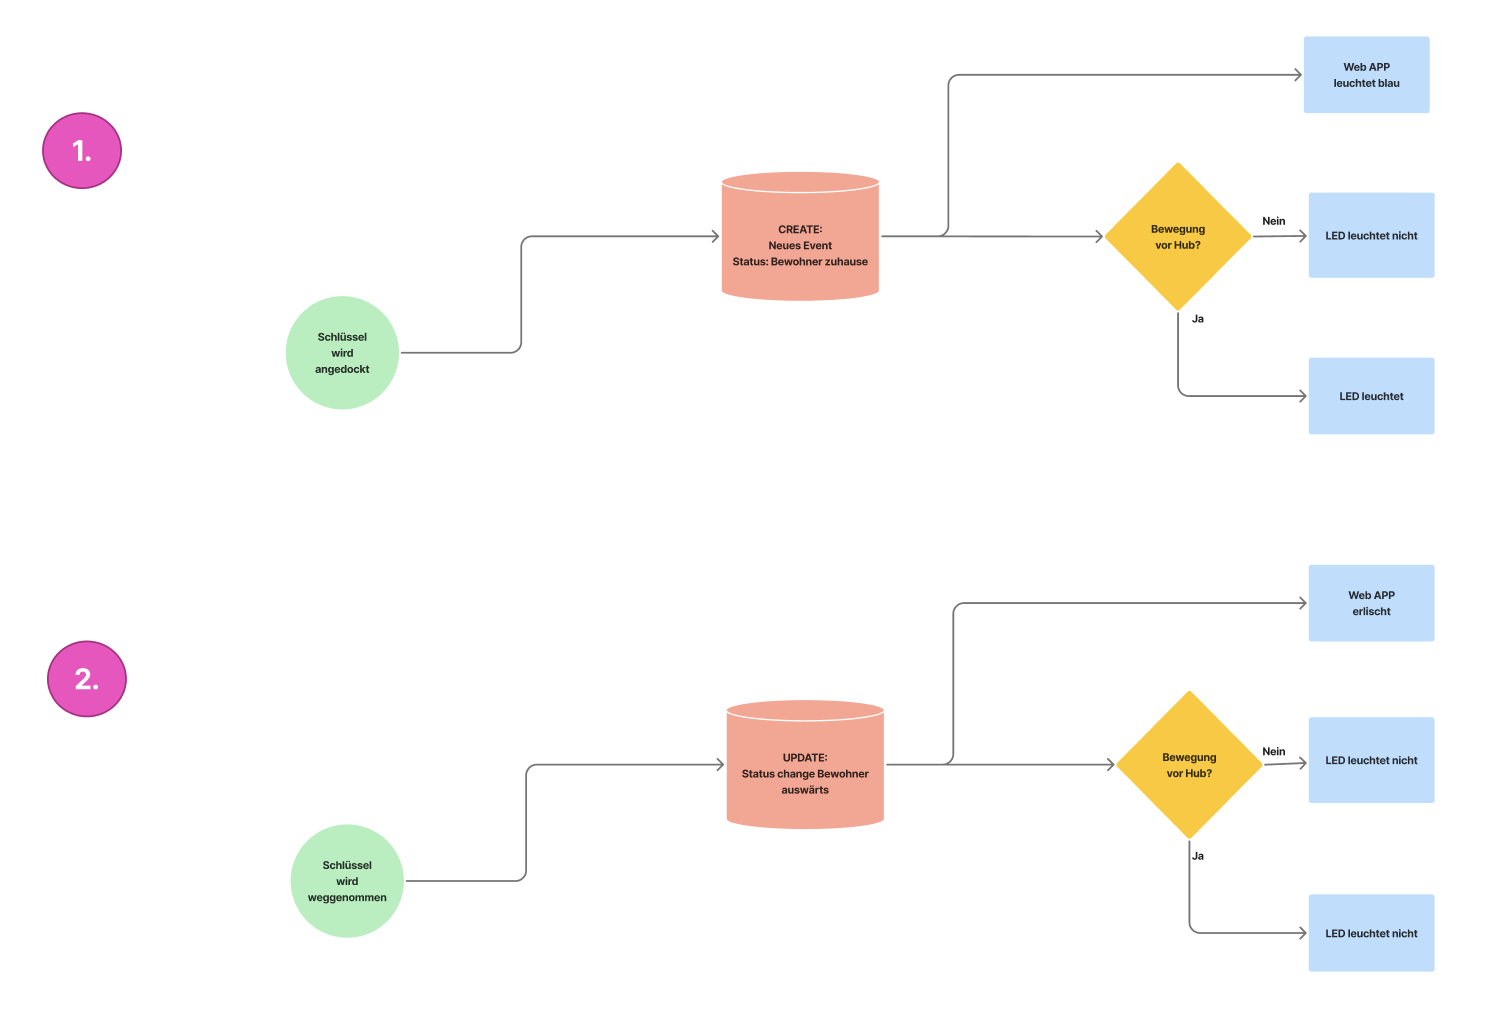 1.
Schlüssel
wird
angedockt
CREATE:
Neues Event
Status: Bewohner zuhause
Web APP
leuchtet blau
Bewegung
vor Hub?
Nein
LED leuchtet nicht
Ja
LED leuchtet
2.
Schlüssel
wird
weggenommen
UPDATE:
Status change Bewohner
auswärts
Web APP
erlischt
Bewegung
vor Hub?
Nein
LED leuchtet nicht
Ja
LED leuchtet nicht